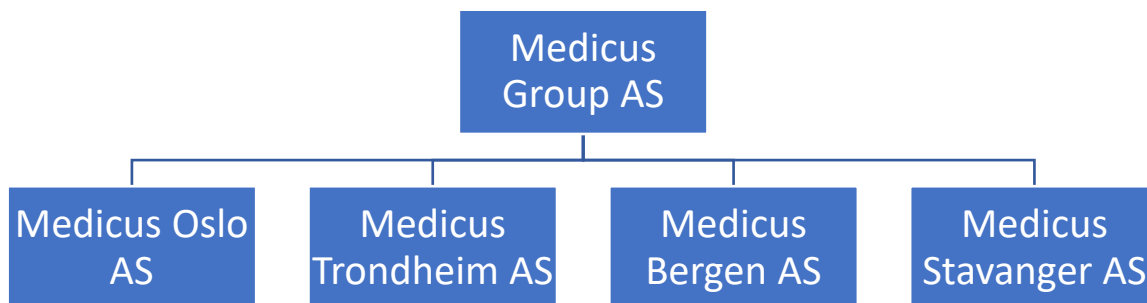 Medicus
Group AS
Medicus Oslo
AS
Medicus
Trondheim AS
Medicus
Bergen AS
Medicus
Stavanger AS